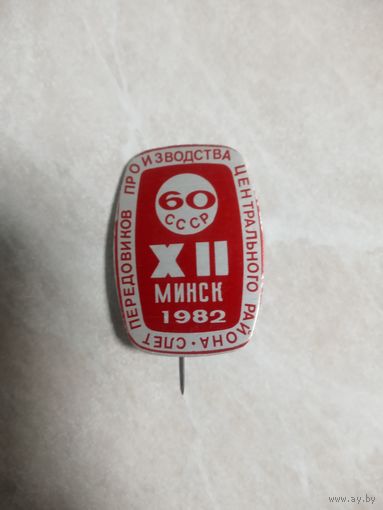 СЛЕТ ПЕРЕДОВИКОВ ПРОИЗВОДСТВА ЦЕНТРАЛЬНОГО РАЙОНА •
60
СССР
XII
МИНСК
1982
www.ay.by